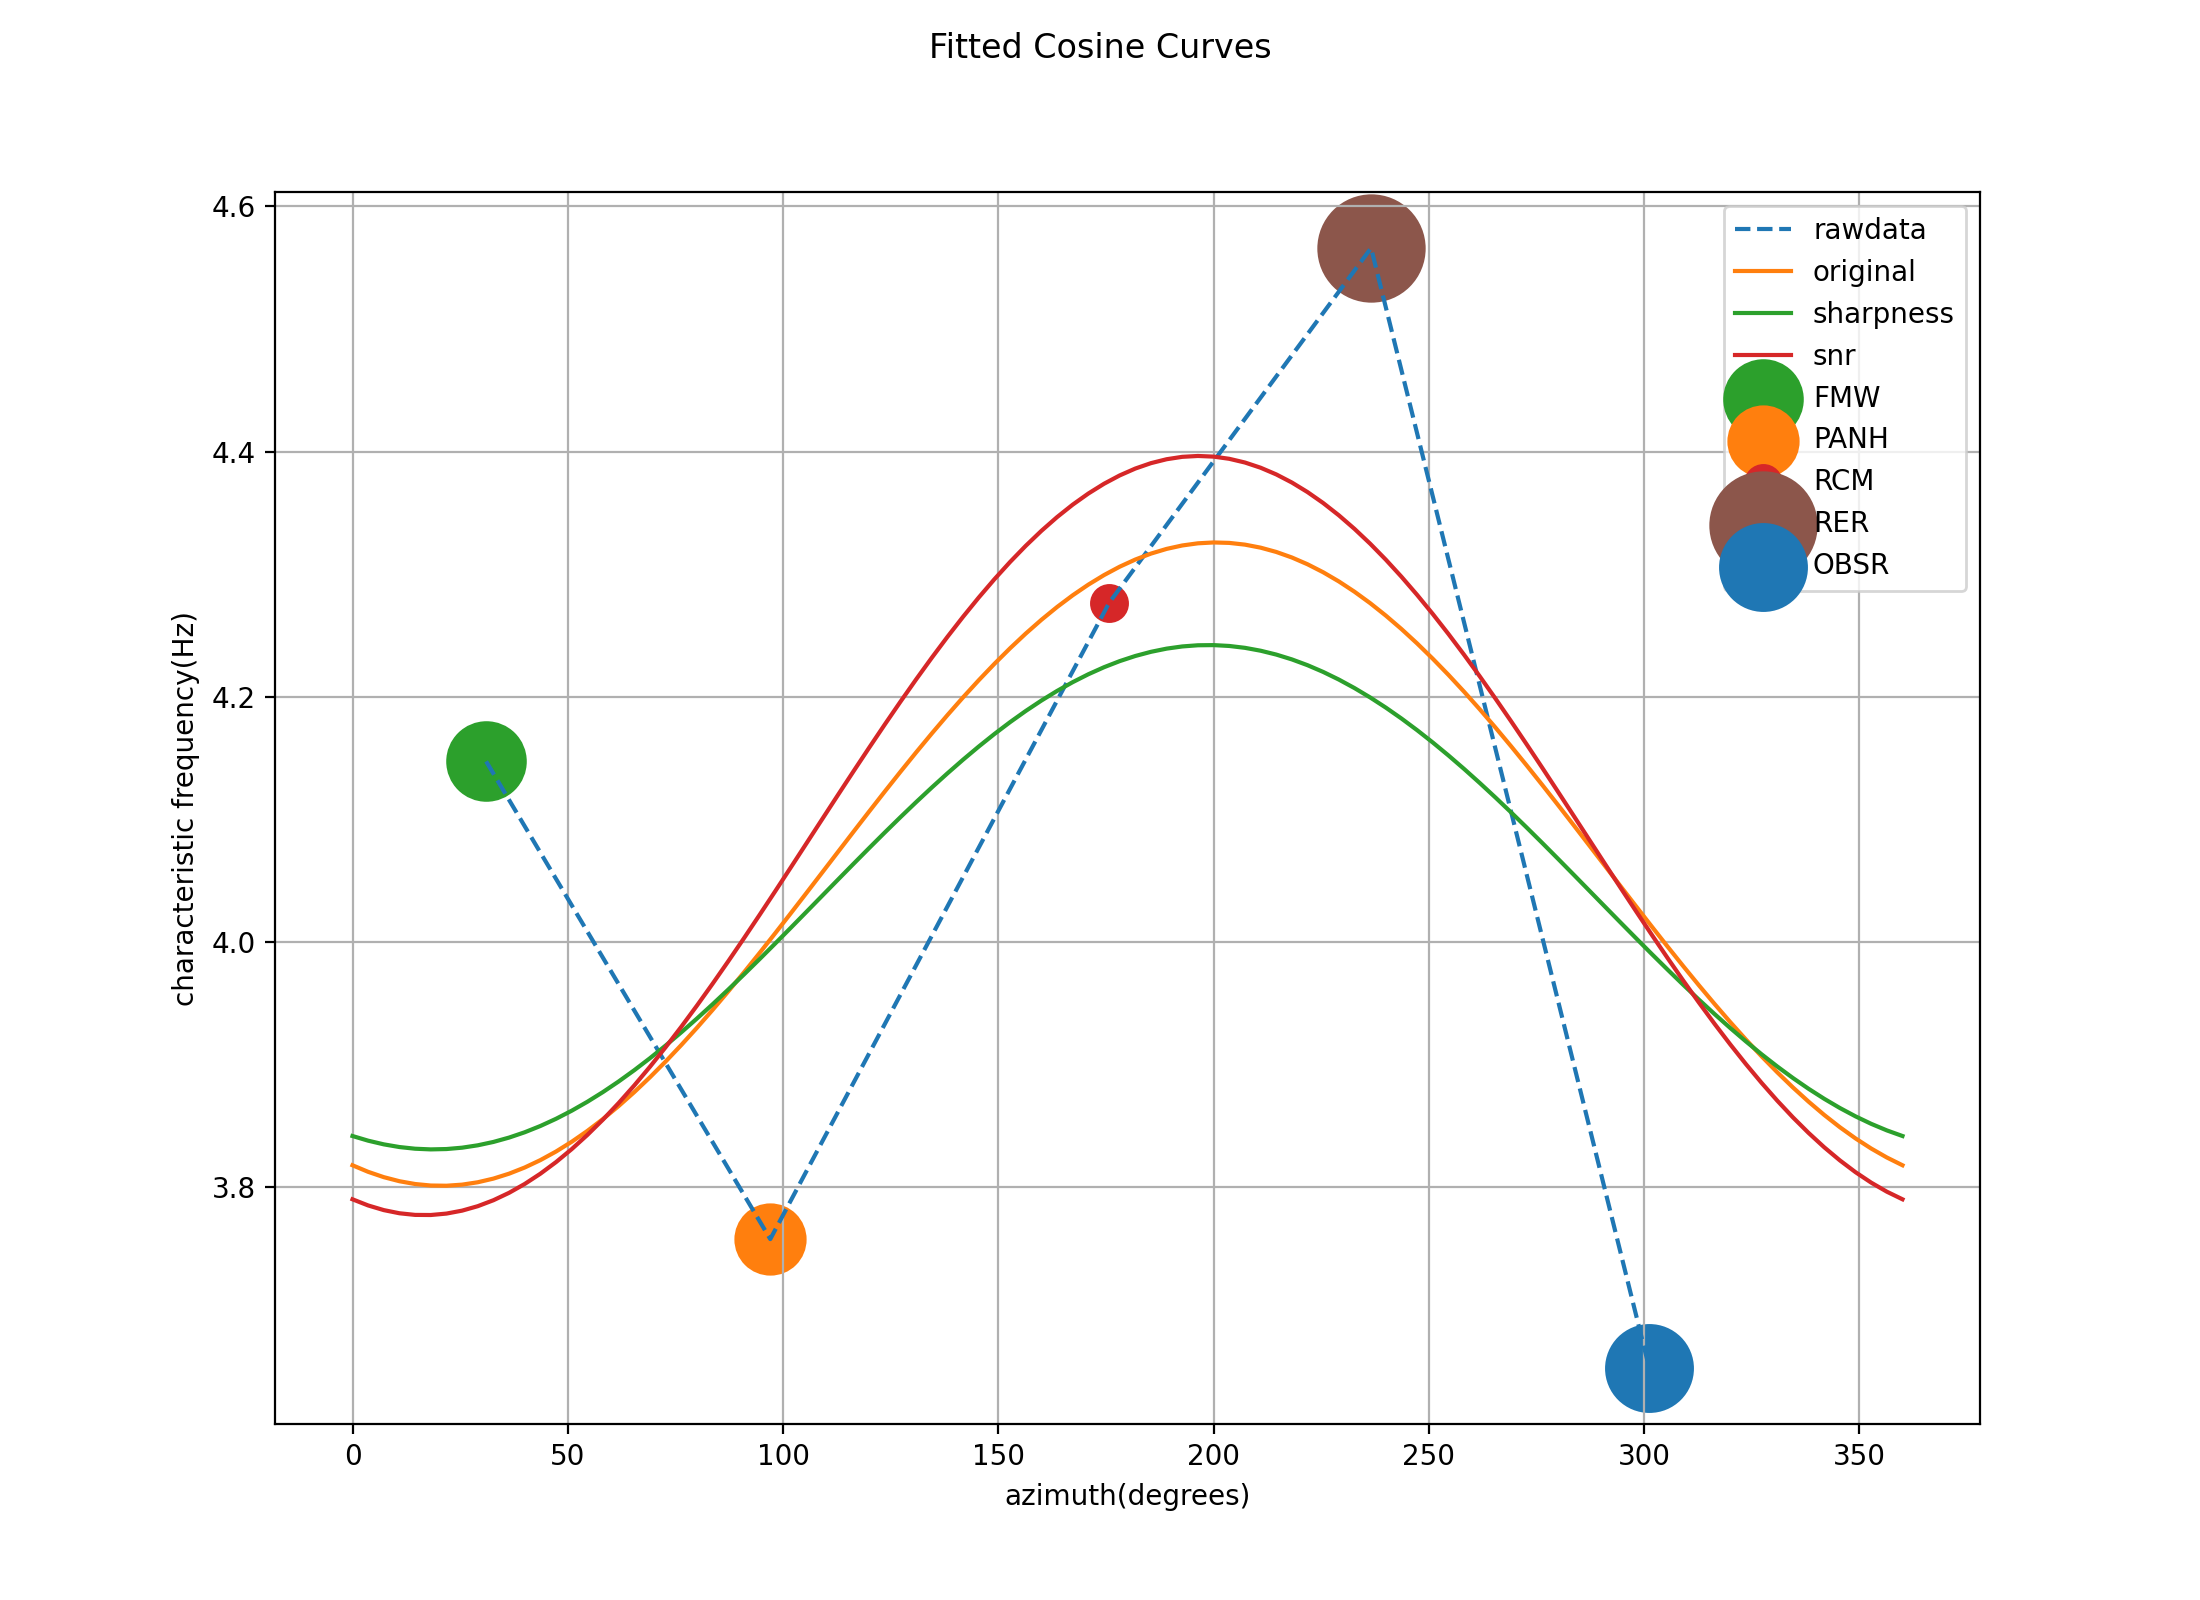 Fitted Cosine Curves
4.6
4.4
4.2
4.0
3.8
characteristic frequency(Hz)
rawdata
original
sharpness
snr
FMW
PANH
RCM
RER
OBSR
0 50 100 150 200 250 300 350
azimuth(degrees)